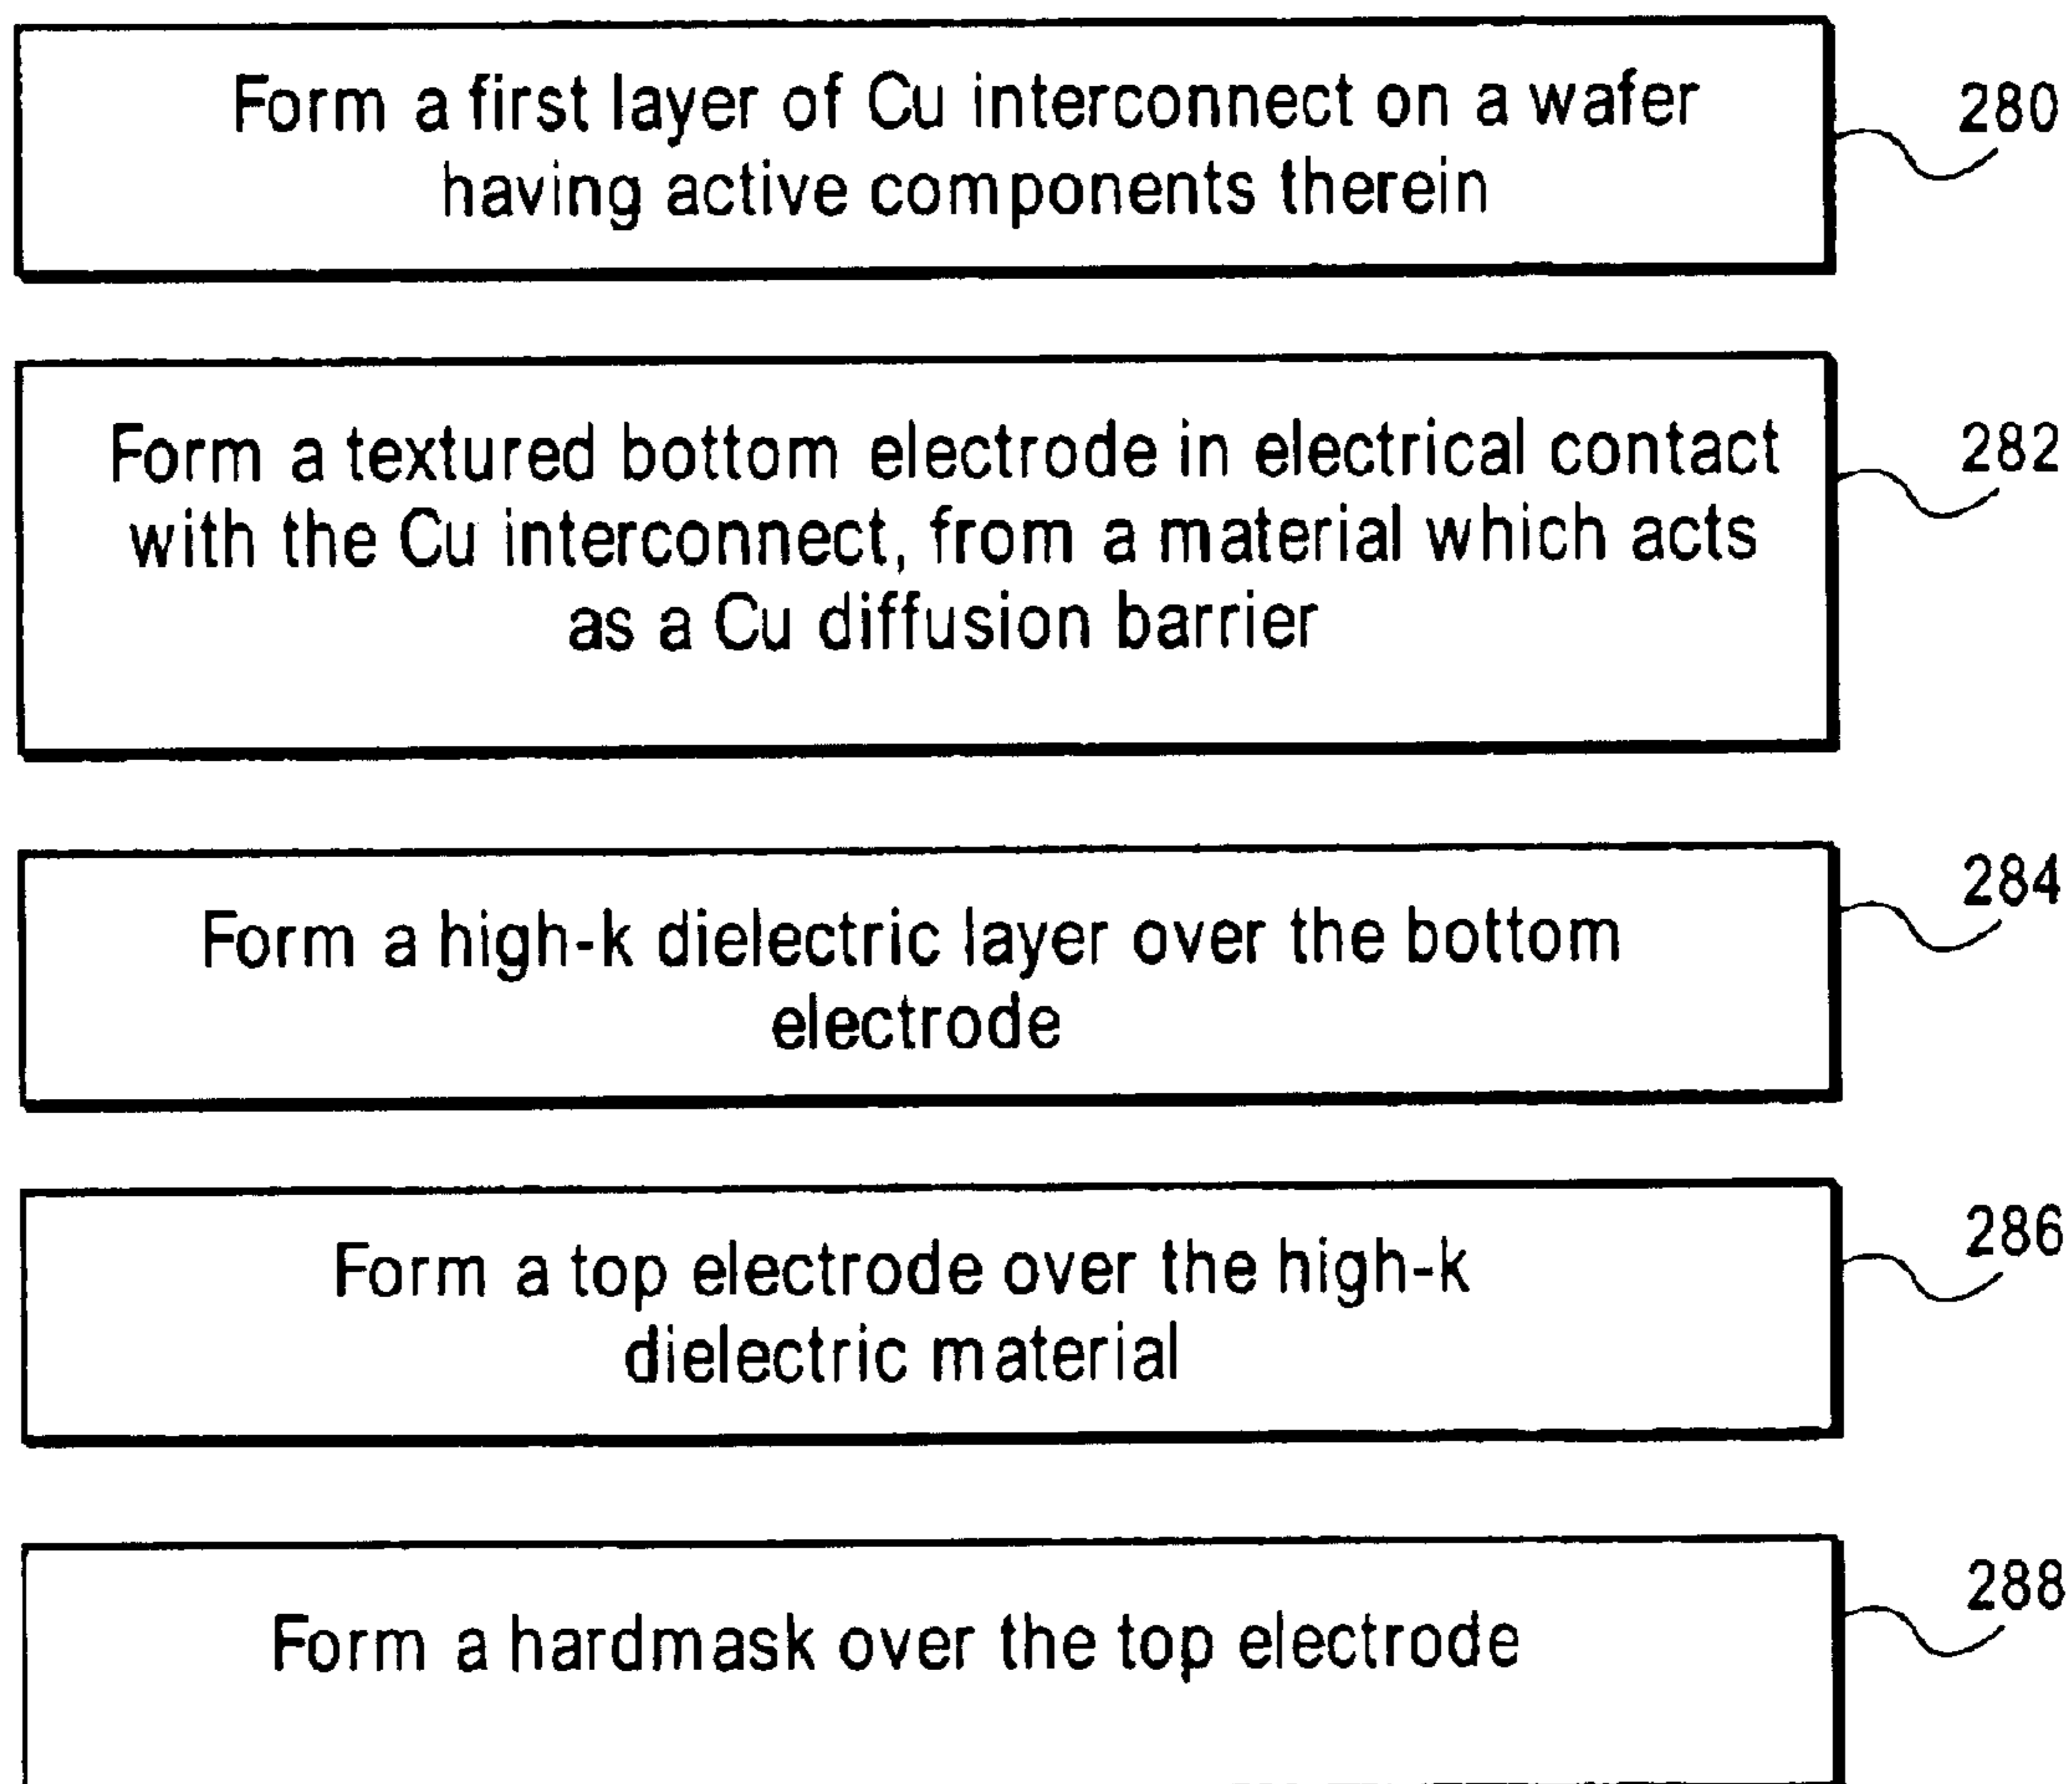 Form a first layer of Cu interconnect on a wafer
having active components therein
280
Form a textured bottom electrode in electrical contact
with the Cu interconnect, from a material which acts
as a Cu diffusion barrier
282
Form a high-k dielectric layer over the bottom
electrode
284
Form a top electrode over the high-k
dielectric material
286
Form a hardmask over the top electrode
288